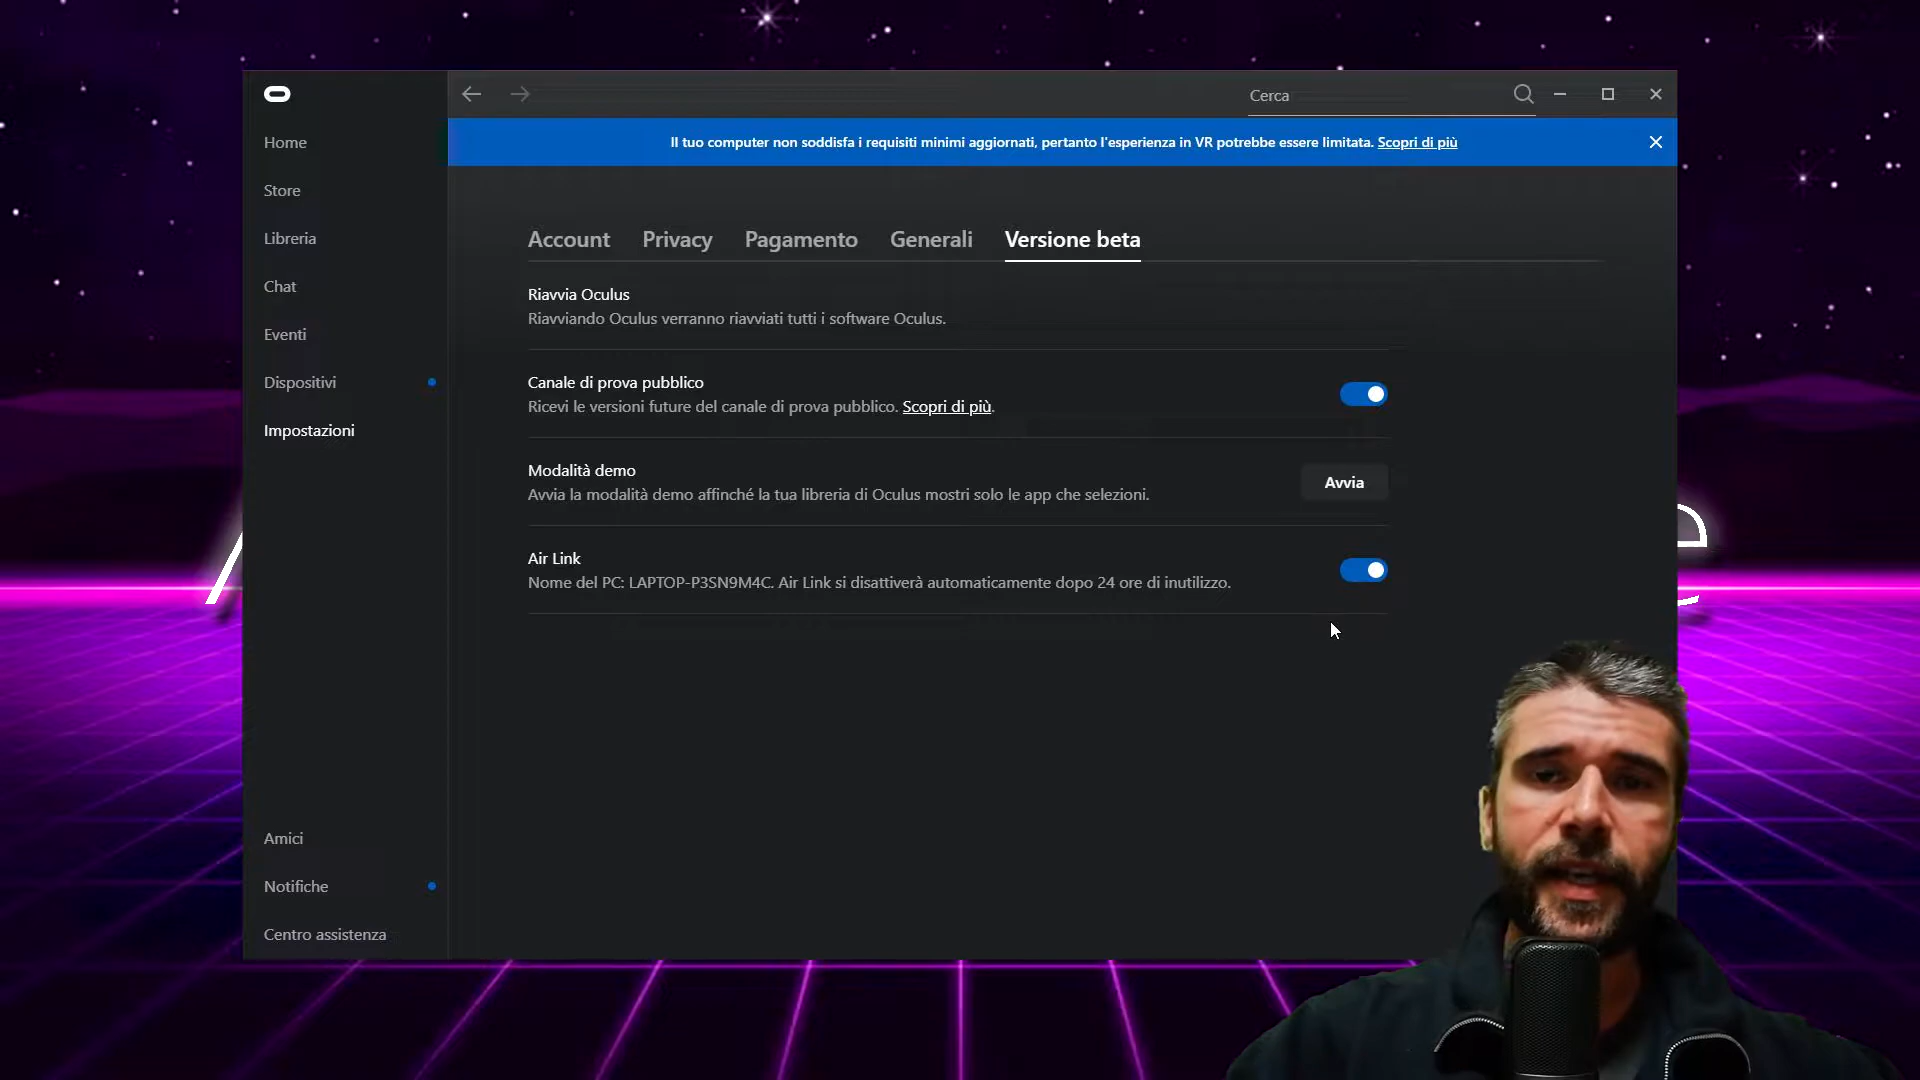 Cerca
Il tuo computer non soddisfa i requisiti minimi aggiornati, pertanto l'esperienza in VR potrebbe essere limitata. Scopri di più
Home
Store
Libreria
Chat
Eventi
Dispositivi
Impostazioni
Amici
Notifiche
Centro assistenza
Account Privacy Pagamento Generali Versione beta
Riavvia Oculus
Riavviando Oculus verranno riavviati tutti i software Oculus.
Canale di prova pubblico
Ricevi le versioni future del canale di prova pubblico. Scopri di più.
Modalità demo
Avvia la modalità demo affinché la tua libreria di Oculus mostri solo le app che selezioni.
Avvia
Air Link
Nome del PC: LAPTOP-P3SN9M4C. Air Link si disattiverà automaticamente dopo 24 ore di inutilizzo.